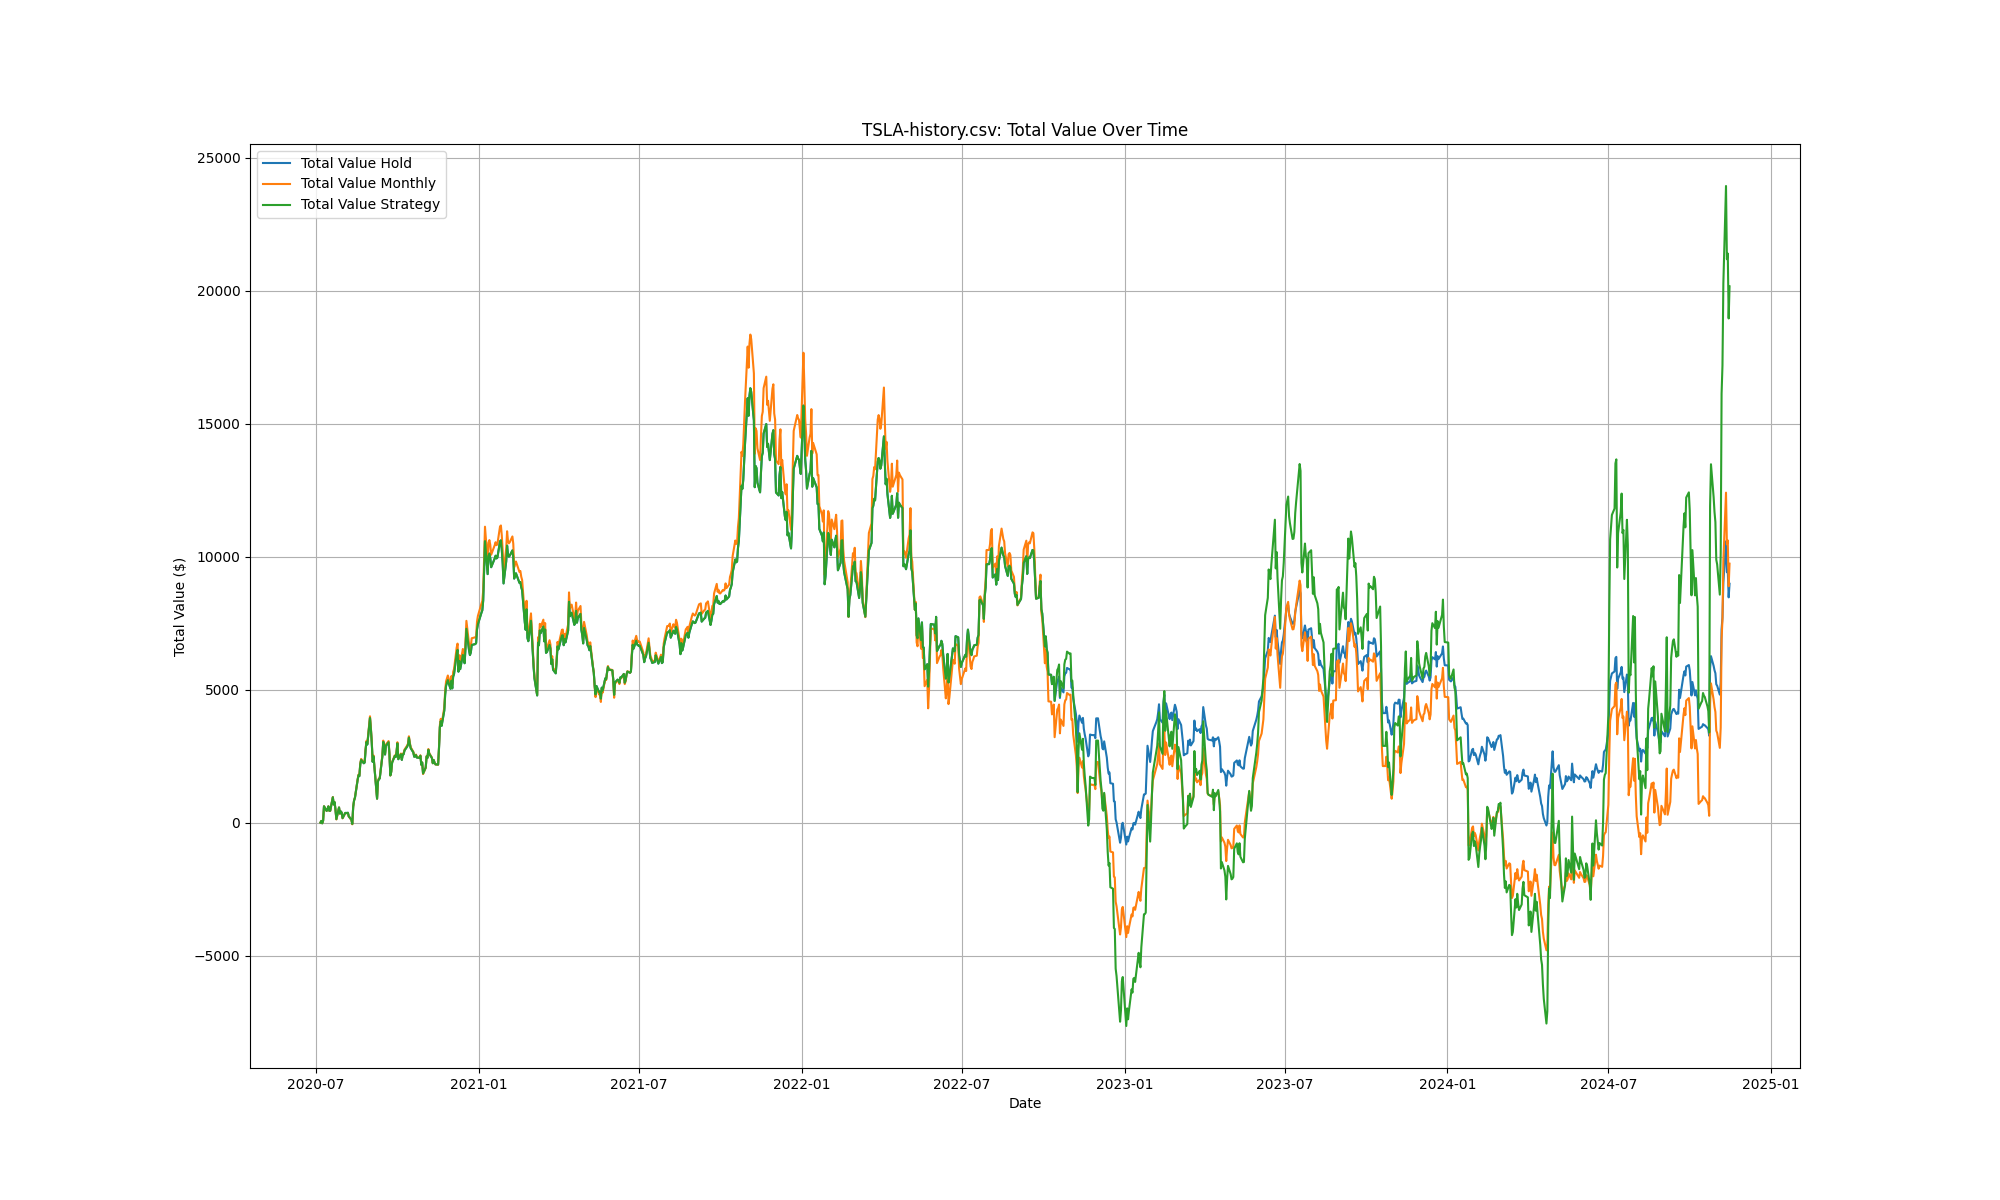 TSLA-history.csv: Total Value Over Time
Total Value Hold
Total Value Monthly
Total Value Strategy
25000
20000
15000
10000
5000
0
−5000
Total Value ($)
2020-07
2021-01
2021-07
2022-01
2022-07
2023-01
2023-07
2024-01
2024-07
2025-01
Date